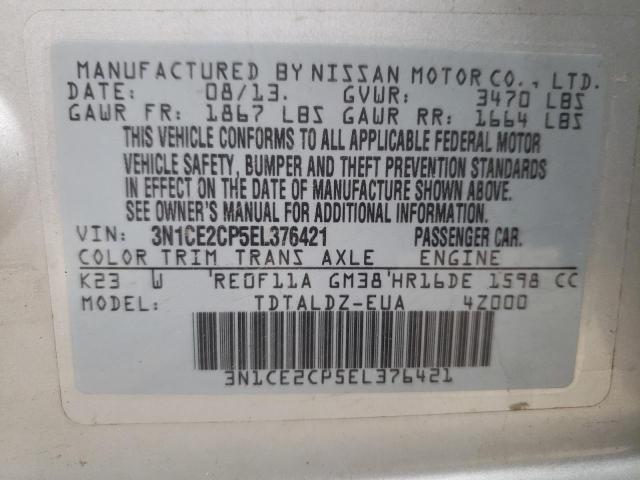 MANUFACTURED BY NISSAN MOTOR CO., LTD.
DATE: 08/13. GVWR: 3470 LBS
GAWR FR: 1867 LBS GAWR RR: 1664 LBS
THIS VEHICLE CONFORMS TO ALL APPLICABLE FEDERAL MOTOR
VEHICLE SAFETY, BUMPER AND THEFT PREVENTION STANDARDS
IN EFFECT ON THE DATE OF MANUFACTURE SHOWN ABOVE.
SEE OWNER'S MANUAL FOR ADDITIONAL INFORMATION.
VIN: 3N1CE2CP5EL376421 PASSENGER CAR.
COLOR TRIM TRANS AXLE ENGINE
K23 W 'RE0F11A GM38'HR16DE 1598 CC
MODEL: TDTALDZ-EUA 4Z000
3N1CE2CP5EL376421